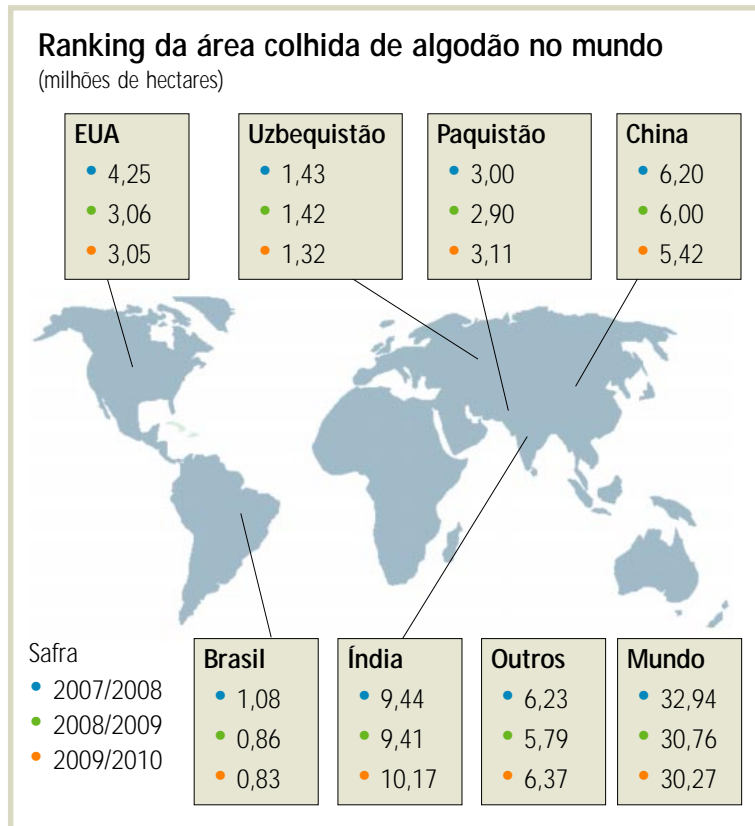 Ranking da área colhida de algodão no mundo
(milhões de hectares)
EUA
4,25
3,06
3,05
Uzbequistão
1,43
1,42
1,32
Paquistão
3,00
2,90
3,11
China
6,20
6,00
5,42
Safra
2007/2008
2008/2009
2009/2010
Brasil
1,08
0,86
0,83
Índia
9,44
9,41
10,17
Outros
6,23
5,79
6,37
Mundo
32,94
30,76
30,27